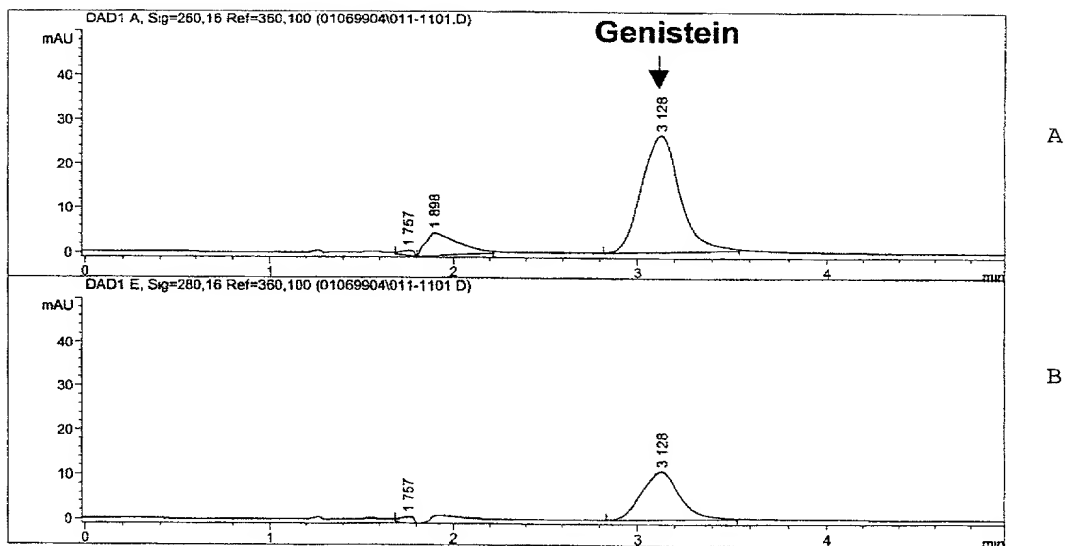 DAD1 A, Sig=260,16 Ref=360,100 (01069904\011-1101.D)
mAU
Genistein
40
30
20
10
0
1 757
1 898
3 128
A
0 1 2 3 4 min
DAD1 E, Sig=280,16 Ref=360,100 (01069904\011-1101 D)
mAU
40
30
20
10
0
1 757
3 128
B
0 1 2 3 4 min